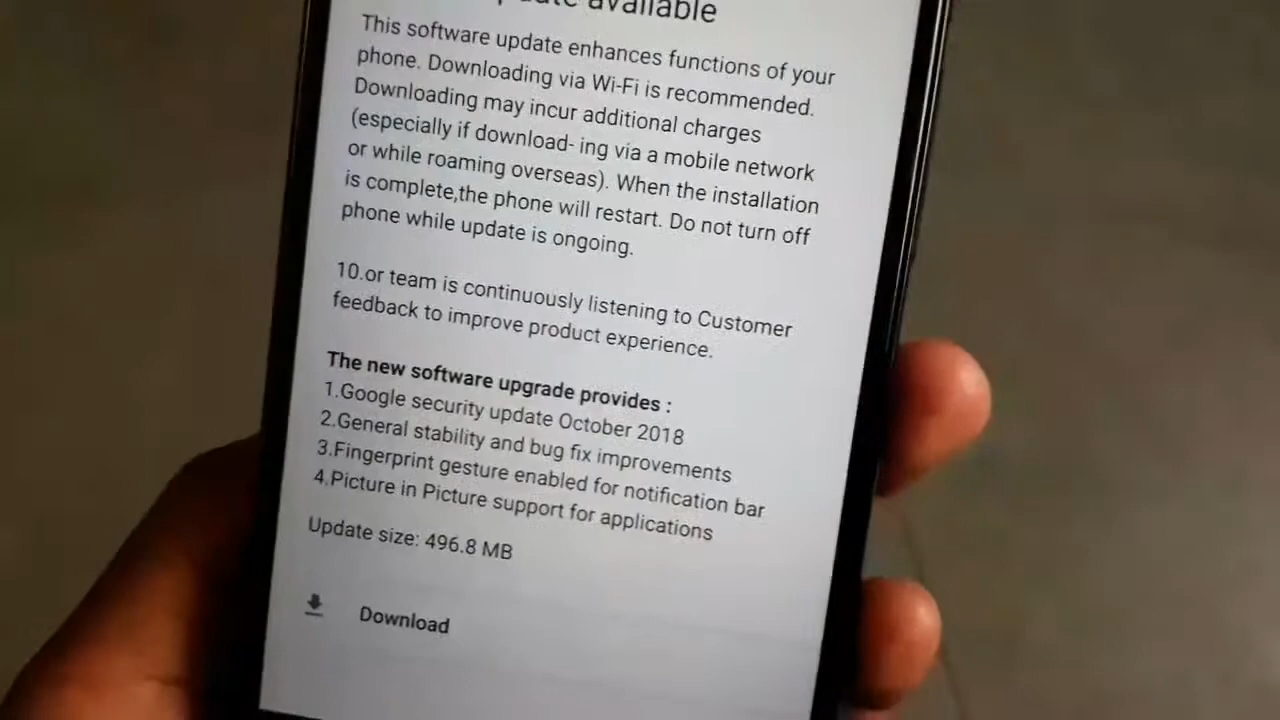 update available
This software update enhances functions of your
phone. Downloading via Wi-Fi is recommended.
Downloading may incur additional charges
(especially if download- ing via a mobile network
or while roaming overseas). When the installation
is complete,the phone will restart. Do not turn off
phone while update is ongoing.
10.or team is continuously listening to Customer
feedback to improve product experience.
The new software upgrade provides :
1.Google security update October 2018
2.General stability and bug fix improvements
3.Fingerprint gesture enabled for notification bar
4.Picture in Picture support for applications
Update size: 496.8 MB
Download